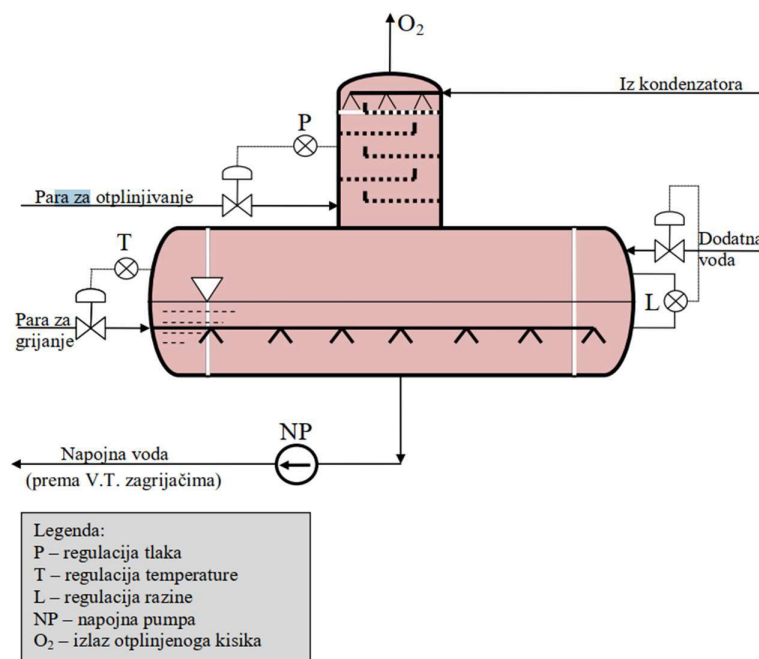 O₂
Iz kondenzatora
P
Para za otplinjivanje
T
Dodatna
voda
L
Para za
grijanje
NP
Napojna voda
(prema V.T. zagrijačima)
Legenda:
P – regulacija tlaka
T – regulacija temperature
L – regulacija razine
NP – napojna pumpa
O₂ – izlaz otplinjenoga kisika